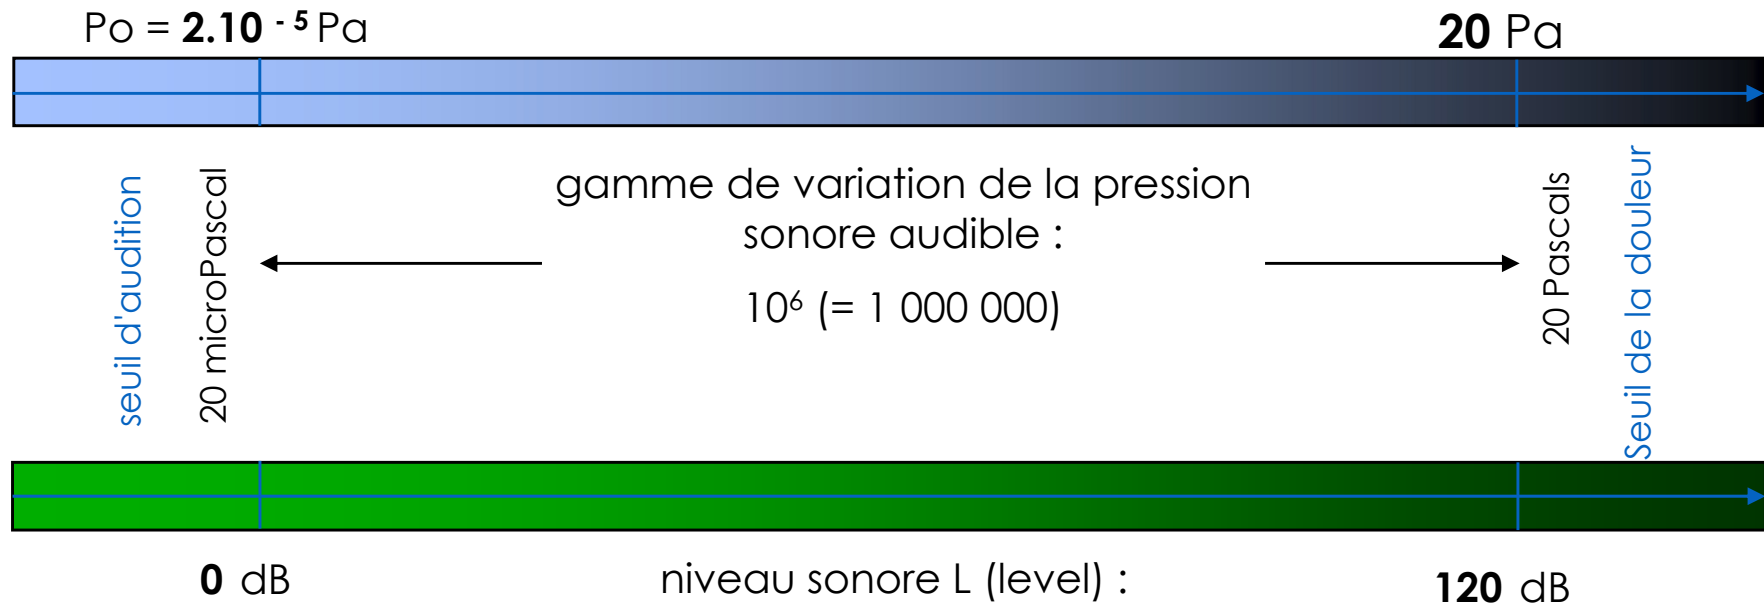 Po = 2.10 - 5 Pa
20 Pa
seuil d'audition
20 microPascal
gamme de variation de la pression
sonore audible :
10⁶ (= 1 000 000)
20 Pascals
Seuil de la douleur
0 dB
niveau sonore L (level) :
120 dB